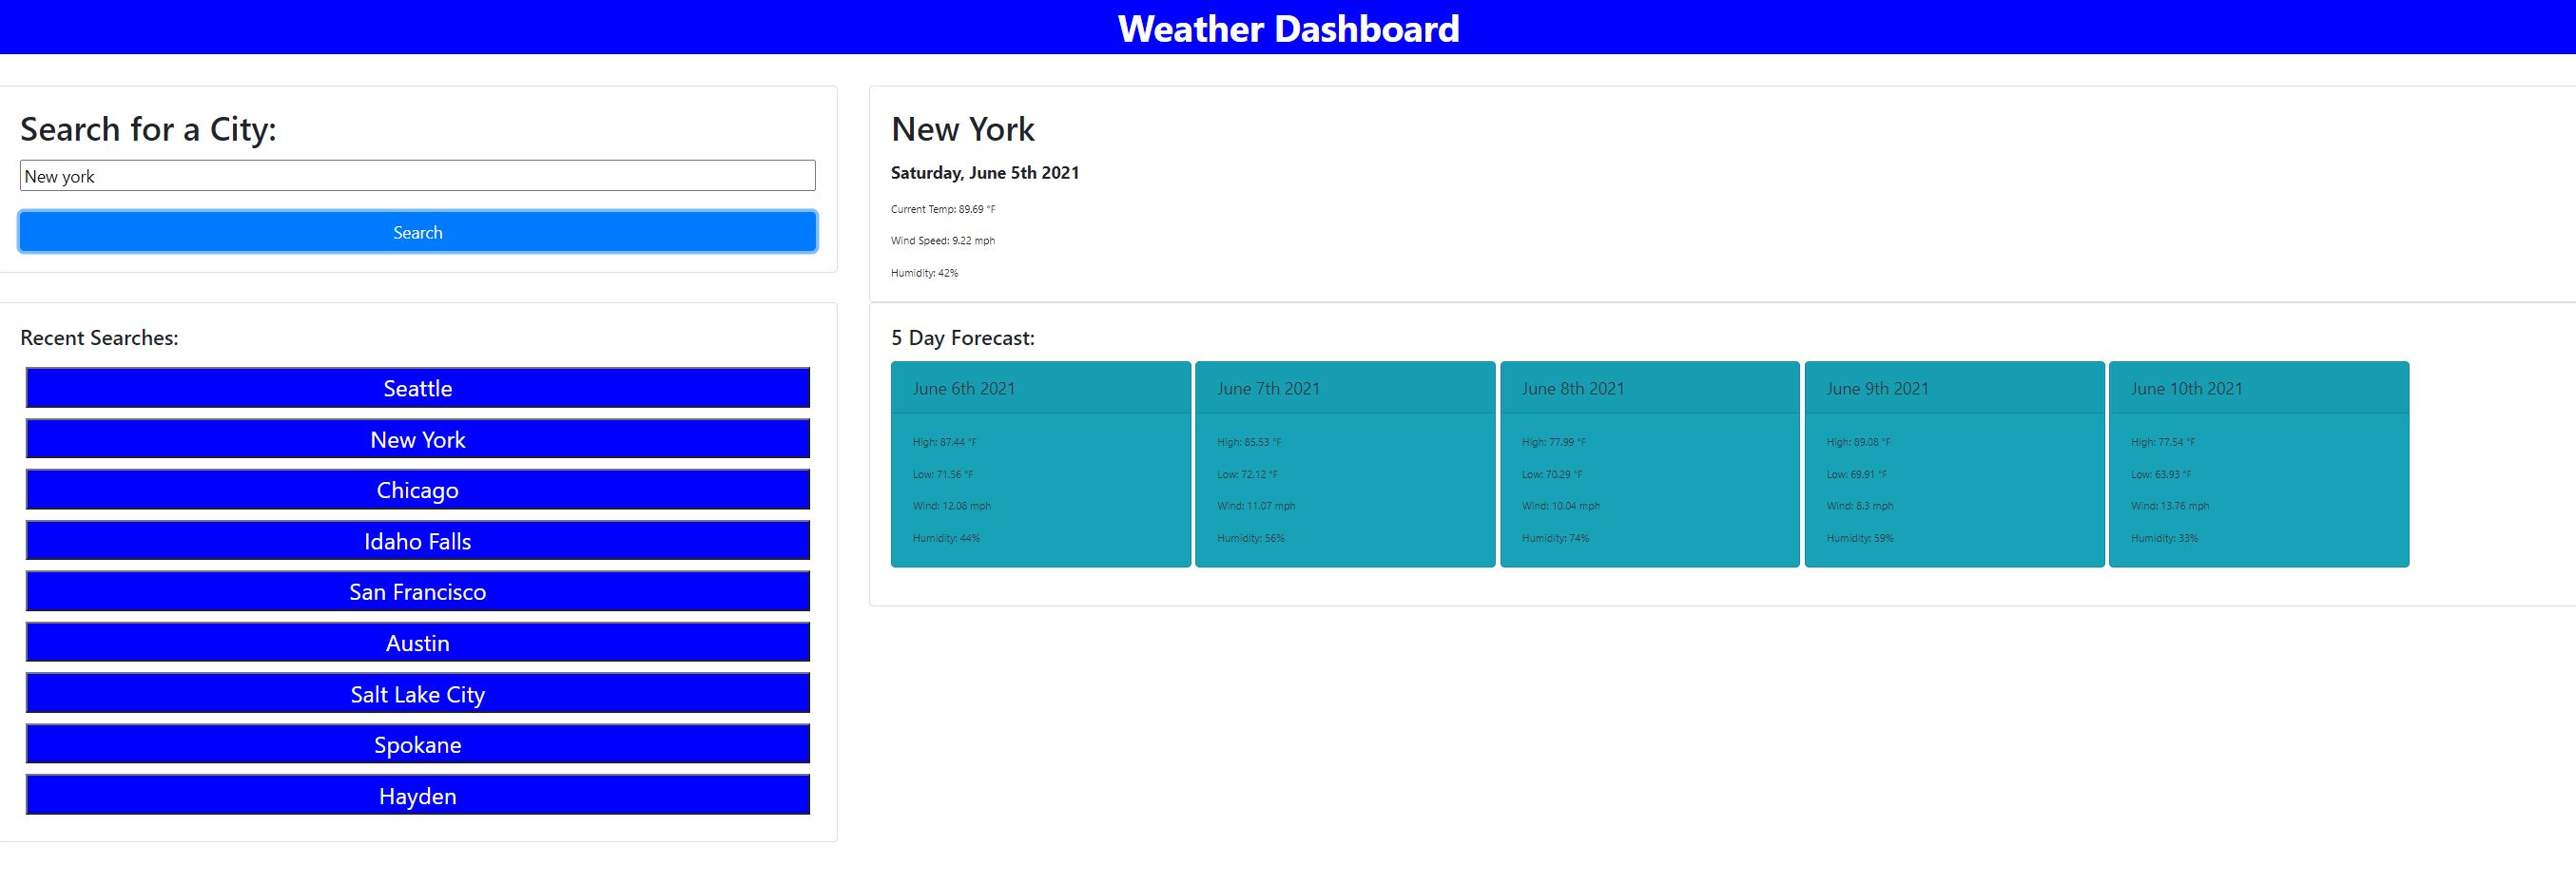 Weather Dashboard
Search for a City:
New york
Search
Recent Searches:
Seattle
New York
Chicago
Idaho Falls
San Francisco
Austin
Salt Lake City
Spokane
Hayden
New York
Saturday, June 5th 2021
Current Temp: 89.69 °F
Wind Speed: 9.22 mph
Humidity: 42%
5 Day Forecast:
June 6th 2021
High: 87.44 °F
Low: 71.56 °F
Wind: 12.08 mph
Humidity: 44%
June 7th 2021
High: 85.53 °F
Low: 72.12 °F
Wind: 11.07 mph
Humidity: 56%
June 8th 2021
High: 77.99 °F
Low: 70.29 °F
Wind: 10.04 mph
Humidity: 74%
June 9th 2021
High: 89.08 °F
Low: 69.91 °F
Wind: 8.3 mph
Humidity: 59%
June 10th 2021
High: 77.54 °F
Low: 63.93 °F
Wind: 13.76 mph
Humidity: 33%